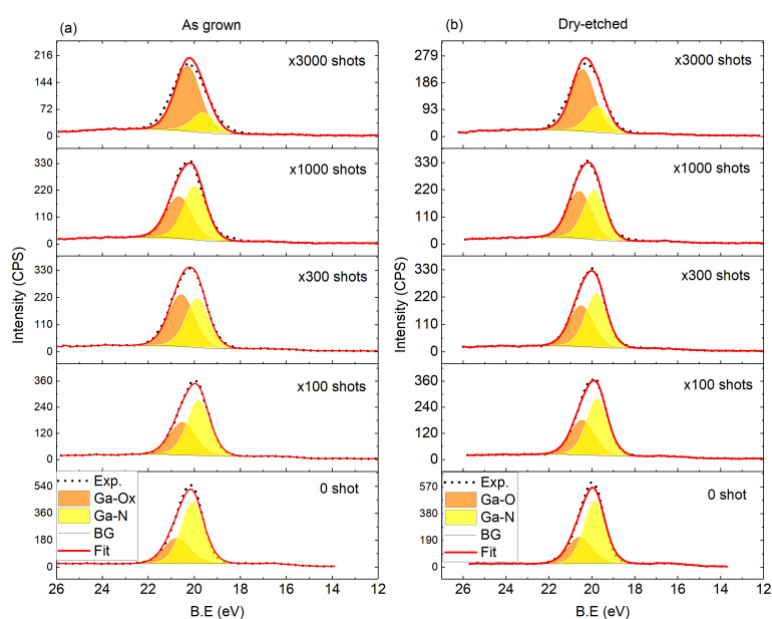 (a) As grown
x3000 shots
216
144
72
0
x1000 shots
330
220
110
0
x300 shots
330
220
110
0
x100 shots
360
240
120
0
0 shot
540
360
180
0
Exp.
Ga-Ox
Ga-N
BG
Fit
26 24 22 20 18 16 14 12
B.E (eV)
Intensity (CPS)
(b) Dry-etched
x3000 shots
279
186
93
0
x1000 shots
330
220
110
0
x300 shots
330
220
110
0
x100 shots
360
240
120
0
0 shot
570
380
190
0
Exp.
Ga-O
Ga-N
BG
Fit
26 24 22 20 18 16 14 12
B.E (eV)
Intensity (CPS)